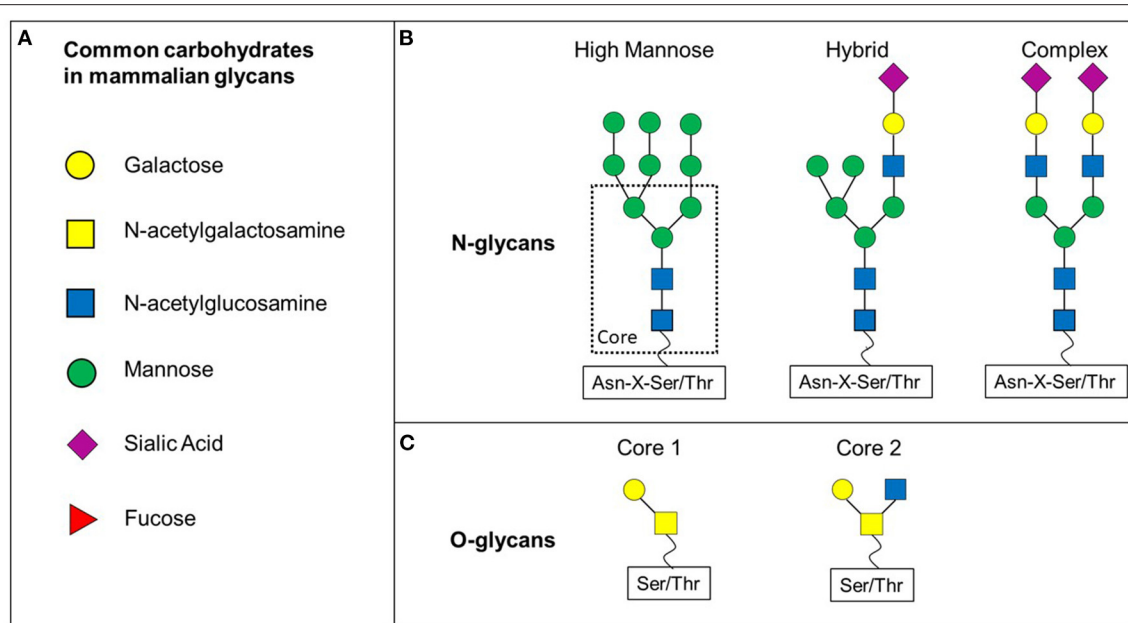 A
Common carbohydrates
in mammalian glycans
Galactose
N-acetylgalactosamine
N-acetylglucosamine
Mannose
Sialic Acid
Fucose
B
High Mannose
Hybrid
Complex
N-glycans
Core
Asn-X-Ser/Thr
Asn-X-Ser/Thr
Asn-X-Ser/Thr
C
Core 1
Core 2
O-glycans
Ser/Thr
Ser/Thr